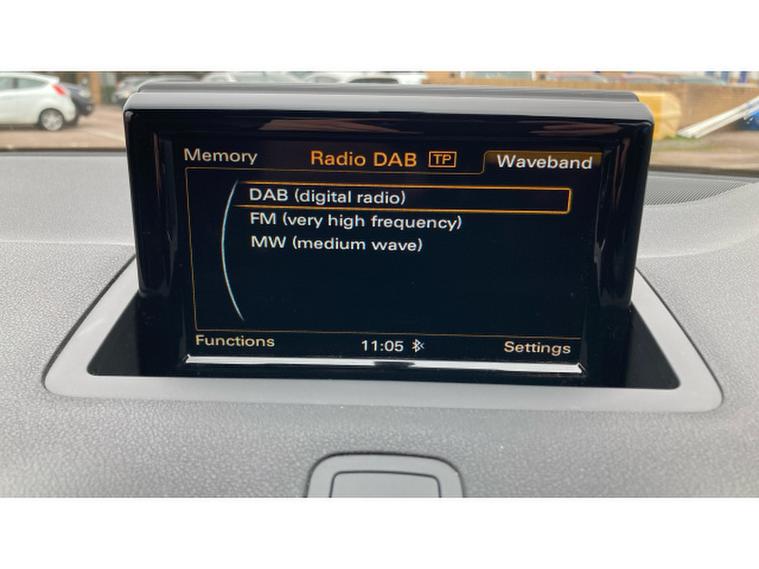 Memory Radio DAB TP Waveband
DAB (digital radio)
FM (very high frequency)
MW (medium wave)
Functions 11:05 Settings